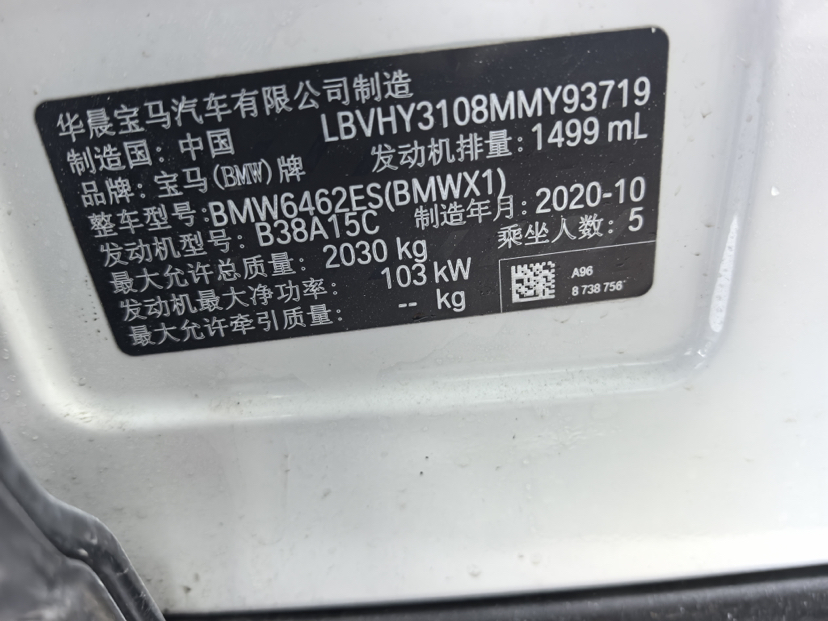 华晨宝马汽车有限公司制造
制造国: 中国 LBVHY3108MMY93719
品牌: 宝马(BMW)牌 发动机排量: 1499 mL
整车型号:BMW6462ES(BMWX1)
发动机型号: B38A15C 制造年月: 2020-10
最大允许总质量: 2030 kg 乘坐人数: 5
发动机最大净功率: 103 kW
最大允许牵引质量: -- kg
A96
8 738 756